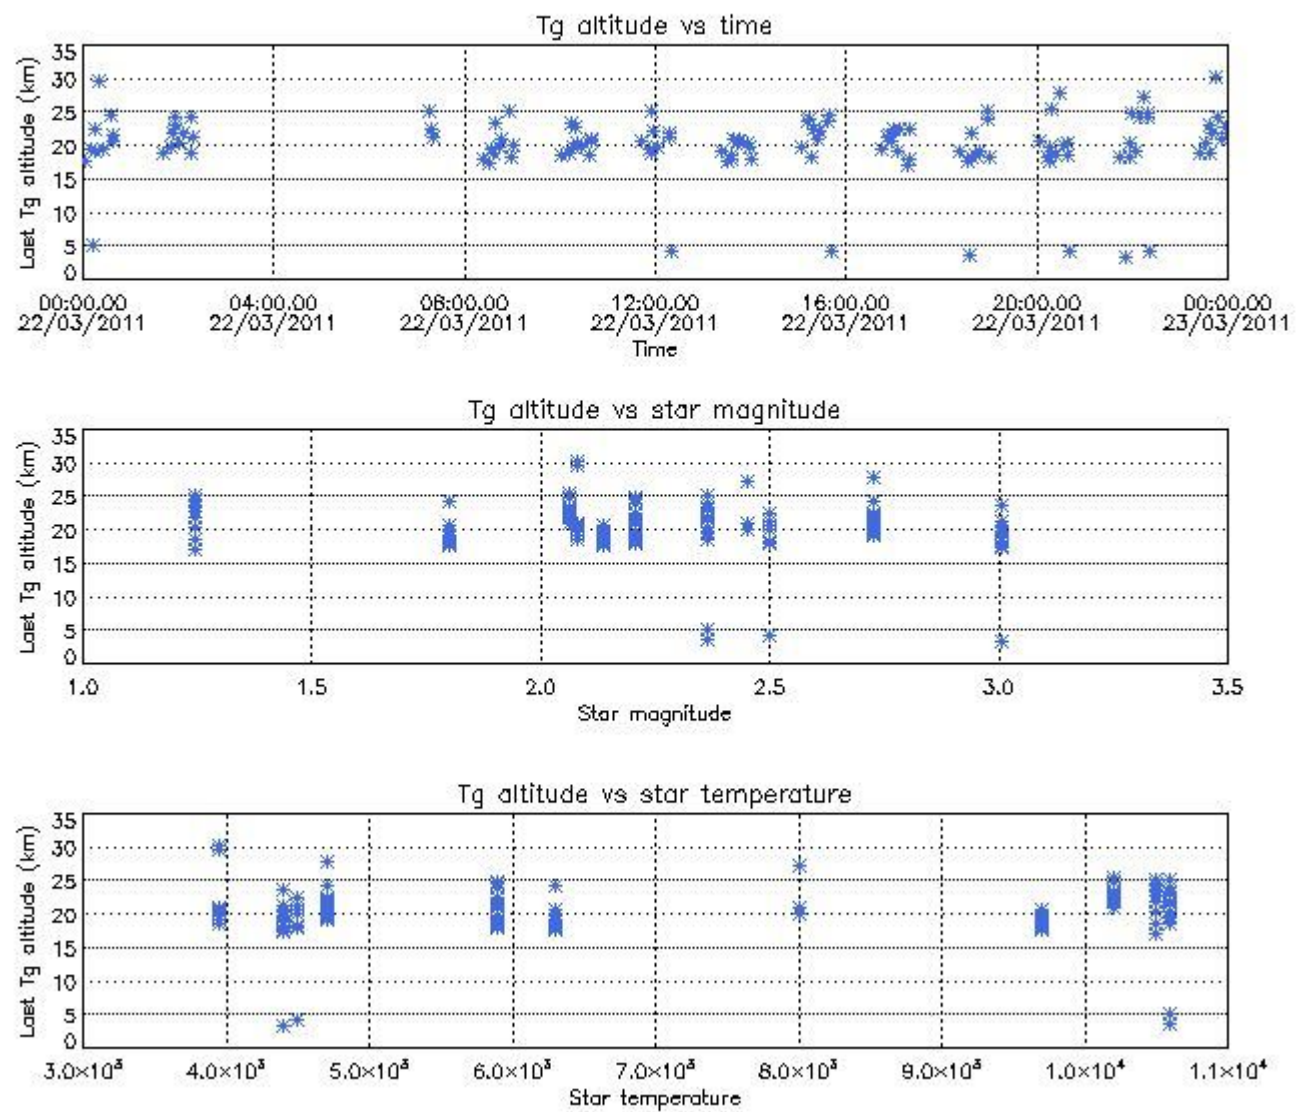 Tg altitude vs time
Last Tg altitude (km)
35
30
25
20
15
10
5
0
00:00.00 04:00.00 08:00.00 12:00.00 16:00.00 20:00.00 00:00.00
22/03/2011 22/03/2011 22/03/2011 22/03/2011 22/03/2011 22/03/2011 23/03/2011
Time
Tg altitude vs star magnitude
Last Tg altitude (km)
35
30
25
20
15
10
5
0
1.0 1.5 2.0 2.5 3.0 3.5
Star magnitude
Tg altitude vs star temperature
Last Tg altitude (km)
35
30
25
20
15
10
5
0
3.0×10³ 4.0×10³ 5.0×10³ 6.0×10³ 7.0×10³ 8.0×10³ 9.0×10³ 1.0×10⁴ 1.1×10⁴
Star temperature